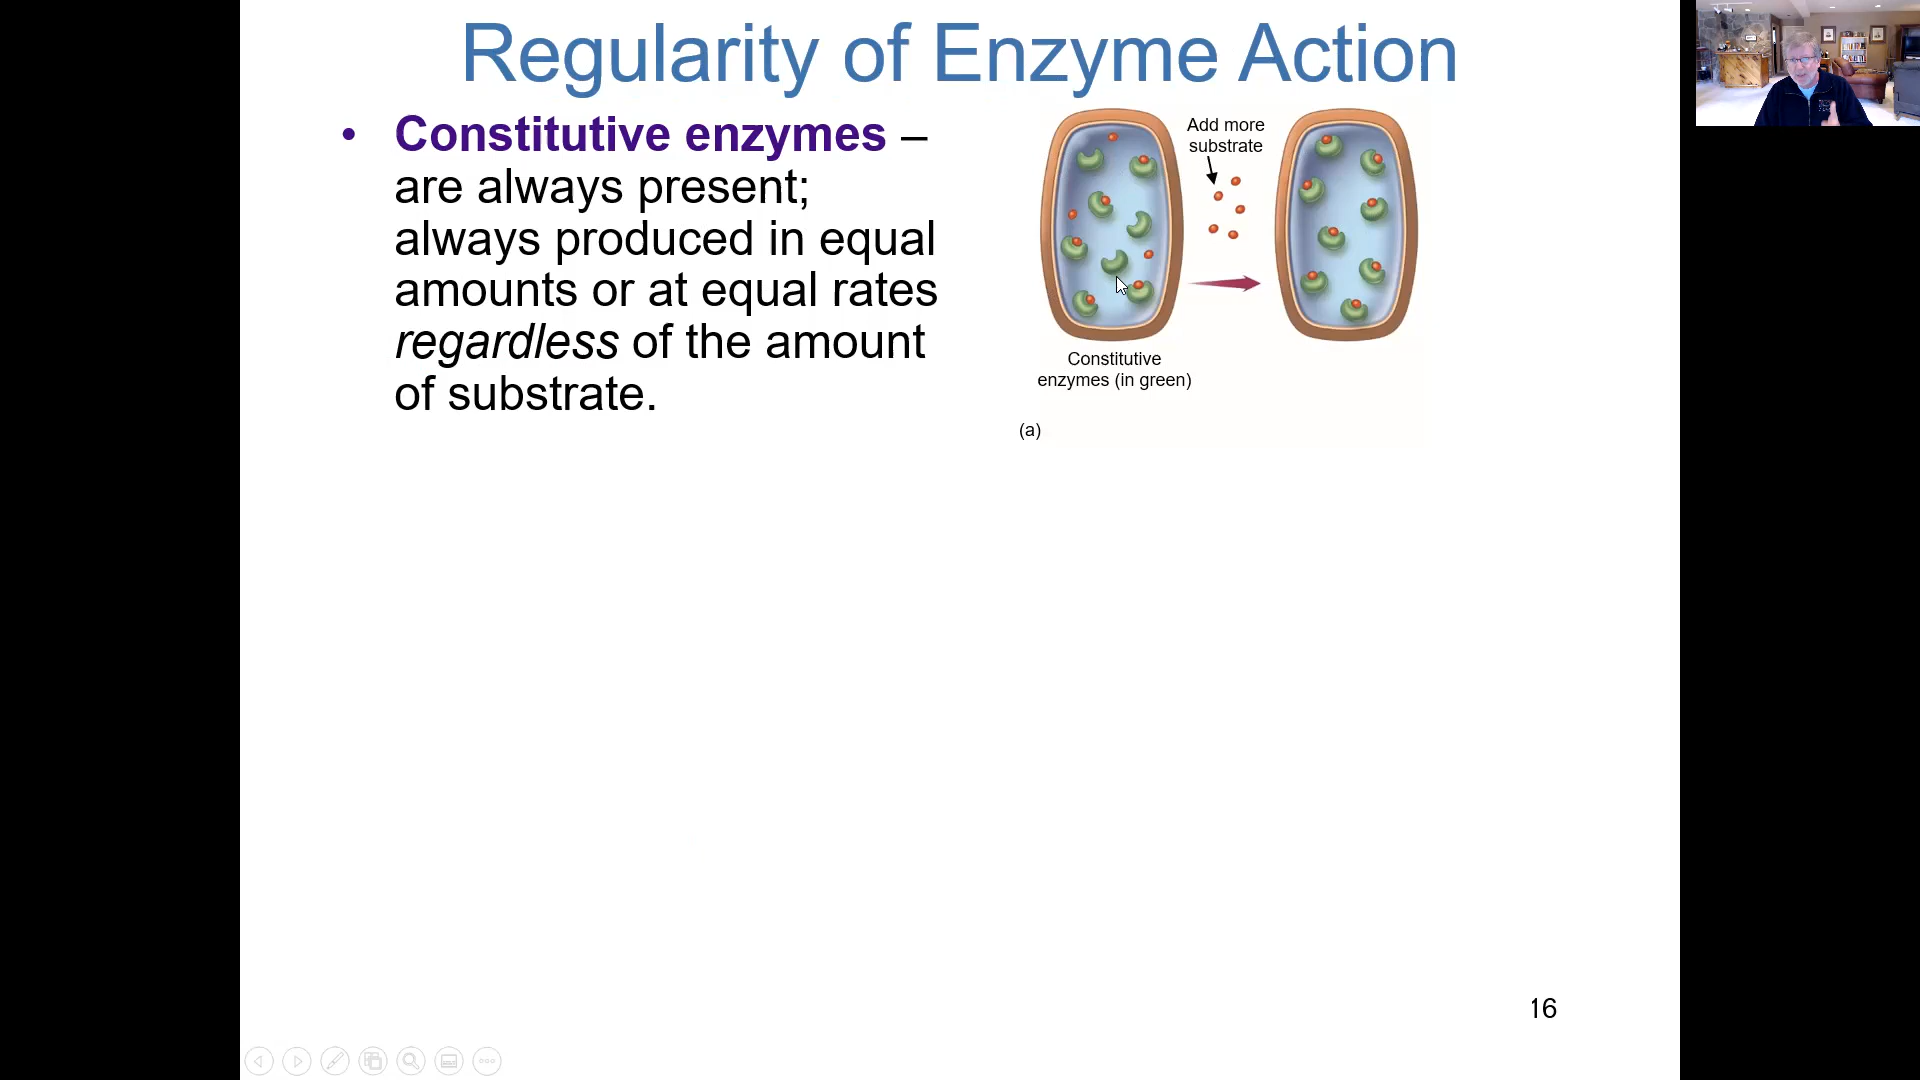 Regularity of Enzyme Action
• Constitutive enzymes –
are always present;
always produced in equal
amounts or at equal rates
regardless of the amount
of substrate.
Add more
substrate
Constitutive
enzymes (in green)
(a)
16